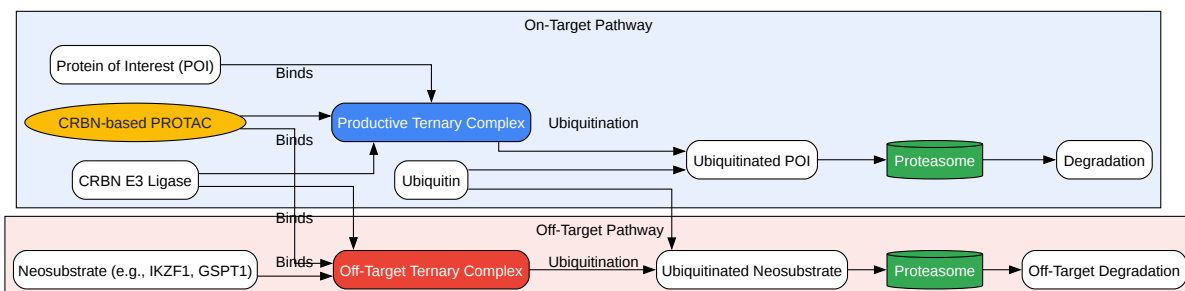 On-Target Pathway
Protein of Interest (POI)
Binds
CRBN-based PROTAC
Productive Ternary Complex
Ubiquitination
Binds
CRBN E3 Ligase
Ubiquitin
Ubiquitinated POI
Proteasome
Degradation
Binds
Off-Target Pathway
Neosubstrate (e.g., IKZF1, GSPT1)
Binds
Off-Target Ternary Complex
Ubiquitination
Ubiquitinated Neosubstrate
Proteasome
Off-Target Degradation